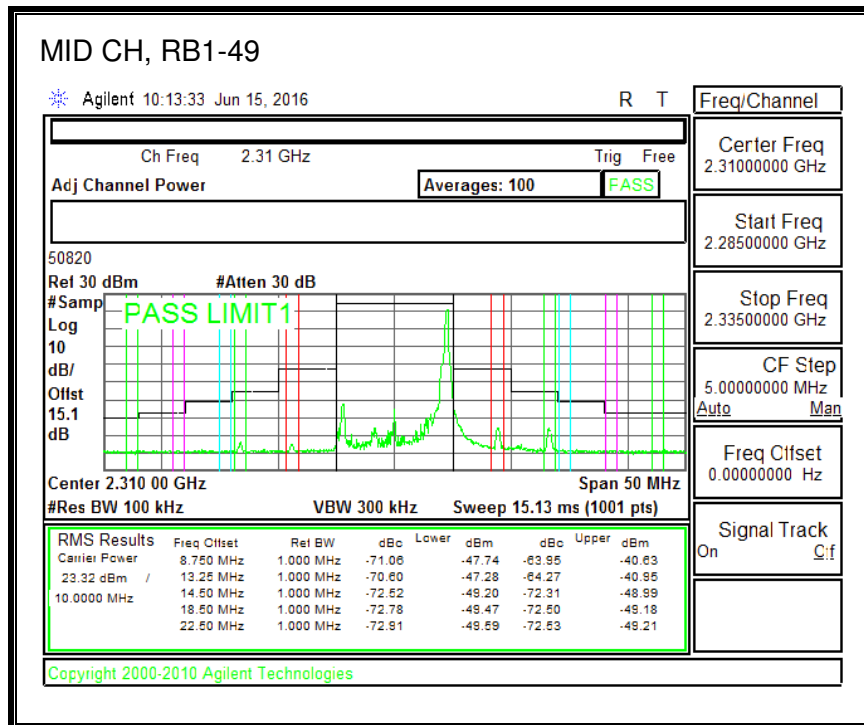 MID CH, RB1-49
Agilent 10:13:33 Jun 15, 2016 R T
Freq/Channel
Ch Freq 2.31 GHz Trig Free
Adj Channel Power Averages: 100 PASS
Center Freq
2.31000000 GHz
Start Freq
2.28500000 GHz
Stop Freq
2.33500000 GHz
CF Step
5.00000000 MHz
Auto Man
Freq Offset
0.00000000 Hz
Signal Track
On Off
50820
Ref 30 dBm #Atten 30 dB
#Samp
Log
10
dB/
Offst
15.1
dB
PASS LIMIT1
Center 2.310 00 GHz Span 50 MHz
#Res BW 100 kHz VBW 300 kHz Sweep 15.13 ms (1001 pts)
RMS Results Freq Offset Ref BW dBc Lower dBm dBc Upper dBm
Carrier Power 8.750 MHz 1.000 MHz -71.06 -47.74 -63.95 -40.63
23.32 dBm / 13.25 MHz 1.000 MHz -70.60 -47.28 -64.27 -40.95
10.0000 MHz 14.50 MHz 1.000 MHz -72.52 -49.20 -72.31 -48.99
18.50 MHz 1.000 MHz -72.78 -49.47 -72.50 -49.18
22.50 MHz 1.000 MHz -72.91 -49.59 -72.53 -49.21
Copyright 2000-2010 Agilent Technologies